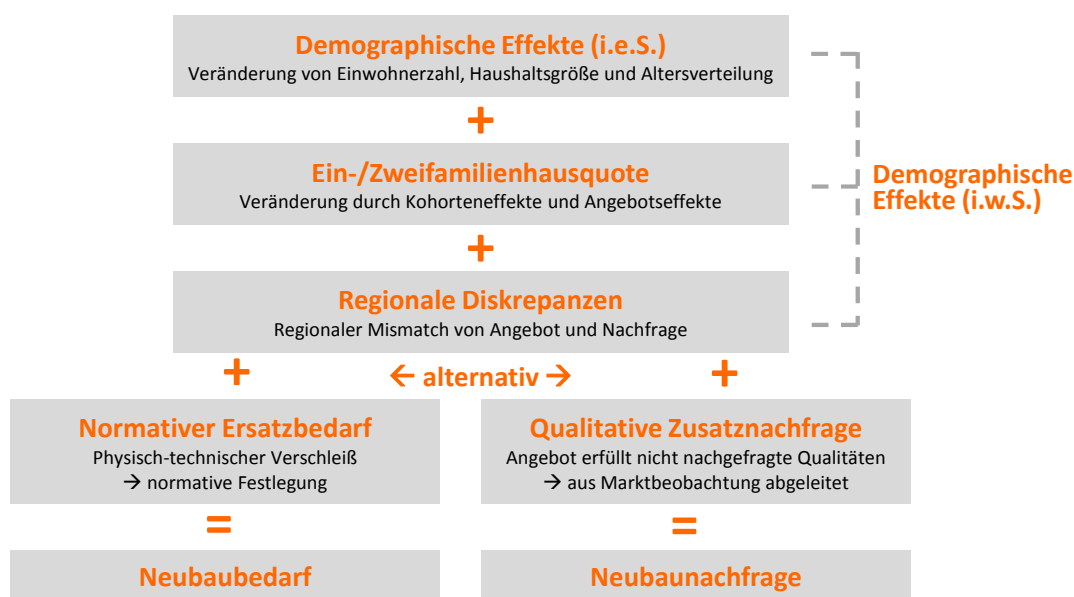 Demographische Effekte (i.e.S.)
Veränderung von Einwohnerzahl, Haushaltsgröße und Altersverteilung
+
Ein-/Zweifamilienhausquote
Veränderung durch Kohorteneffekte und Angebotseffekte
Demographische
Effekte (i.w.S.)
+
Regionale Diskrepanzen
Regionaler Mismatch von Angebot und Nachfrage
+ ← alternativ → +
Normativer Ersatzbedarf
Physisch-technischer Verschleiß
→ normative Festlegung
=
Neubaubedarf
Qualitative Zusatznachfrage
Angebot erfüllt nicht nachgefragte Qualitäten
→ aus Marktbeobachtung abgeleitet
=
Neubaunachfrage